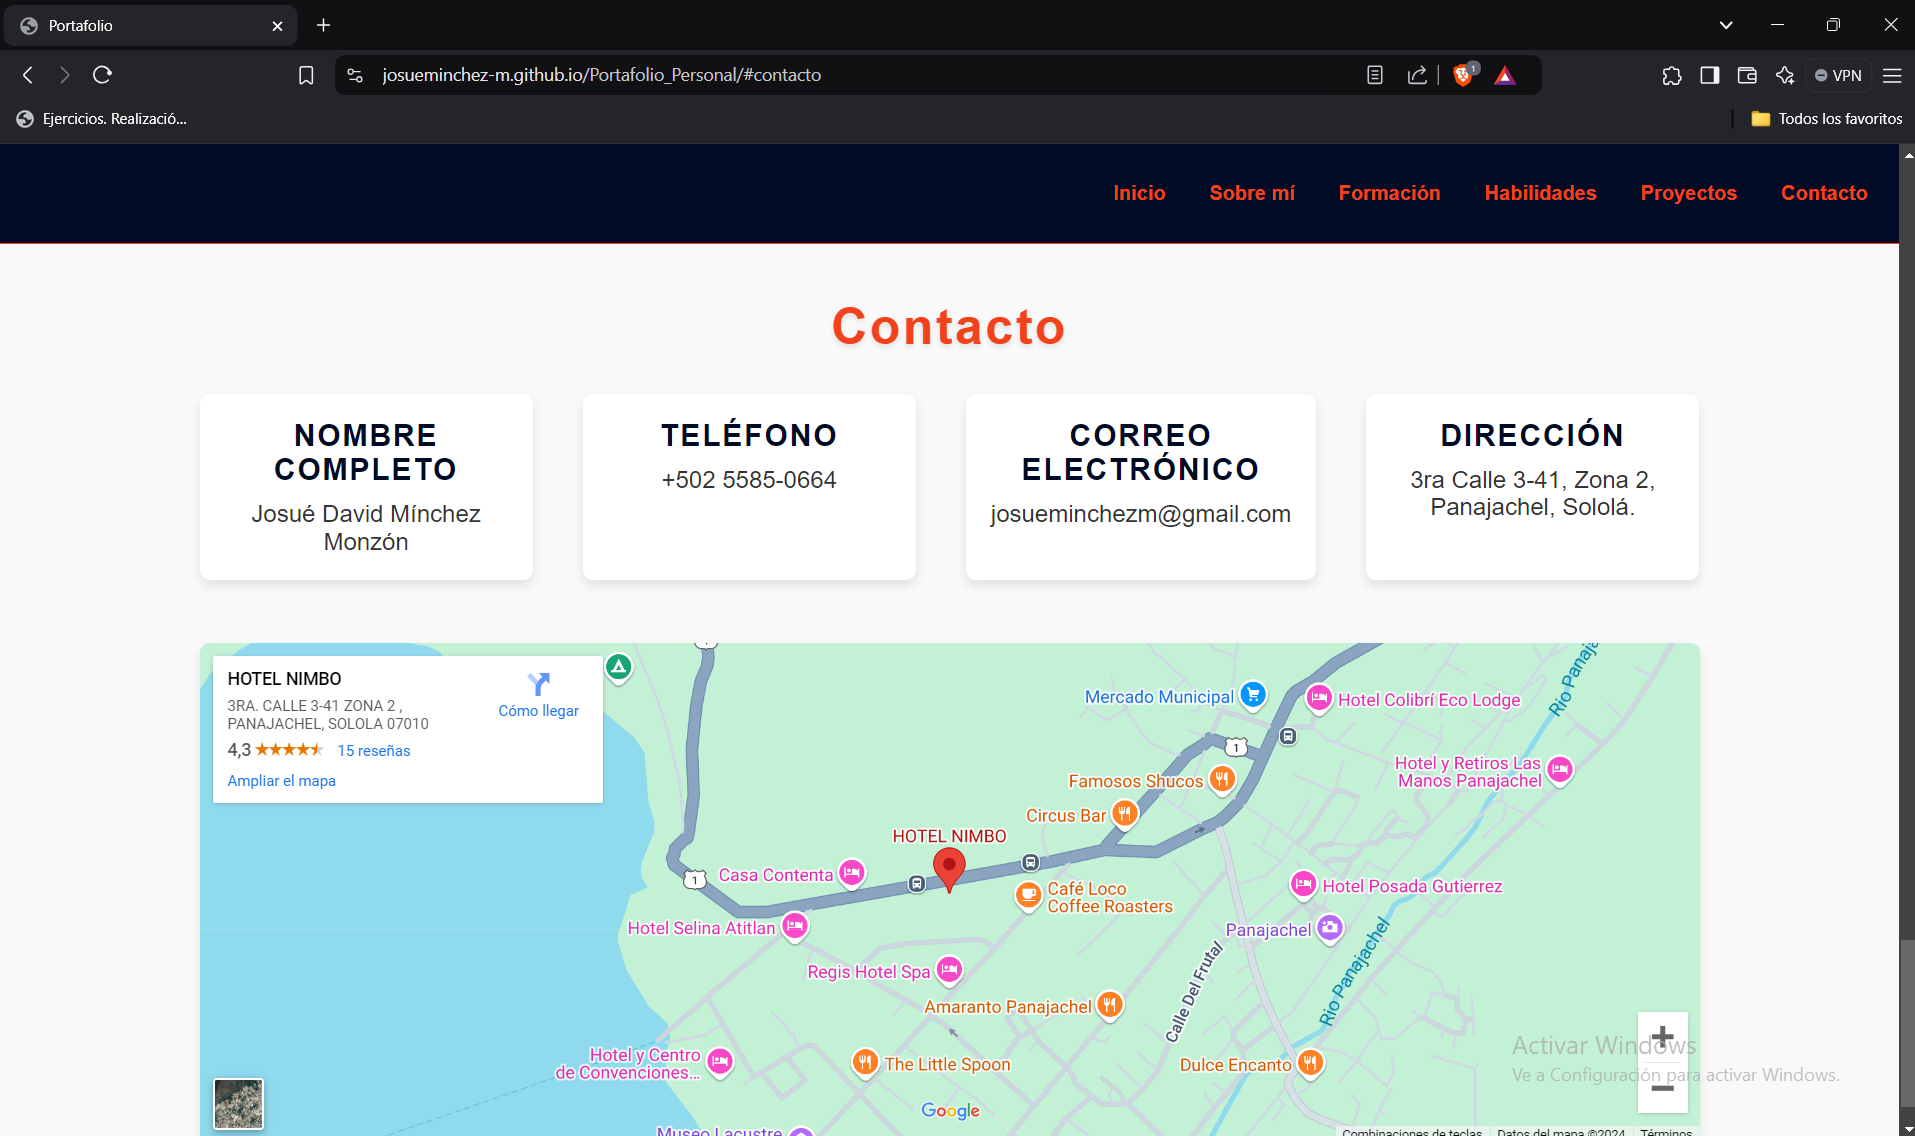 Portafolio
josueminchez-m.github.io/Portafolio_Personal/#contacto
1
VPN
Ejercicios. Realizació...
Todos los favoritos
Inicio
Sobre mí
Formación
Habilidades
Proyectos
Contacto
Contacto
NOMBRE
COMPLETO
Josué David Mínchez
Monzón
TELÉFONO
+502 5585-0664
CORREO
ELECTRÓNICO
josueminchezm@gmail.com
DIRECCIÓN
3ra Calle 3-41, Zona 2,
Panajachel, Sololá.
HOTEL NIMBO
3RA. CALLE 3-41 ZONA 2 ,
PANAJACHEL, SOLOLA 07010
4,3
15 reseñas
Ampliar el mapa
Cómo llegar
Mercado Municipal
Hotel Colibrí Eco Lodge
Rio Panaja
1
Hotel y Retiros Las
Manos Panajachel
Famosos Shucos
Circus Bar
HOTEL NIMBO
1
Casa Contenta
Café Loco
Coffee Roasters
Hotel Posada Gutierrez
Hotel Selina Atitlan
Panajachel
Regis Hotel Spa
Calle Del Frutal
Rio Panajachel
Amaranto Panajachel
Hotel y Centro
de Convenciones...
The Little Spoon
Dulce Encanto
Activar Windows
Ve a Configuración para activar Windows.
Google
Museo Lacustre
Combinaciones de teclas
Datos del mapa ©2024
Términos